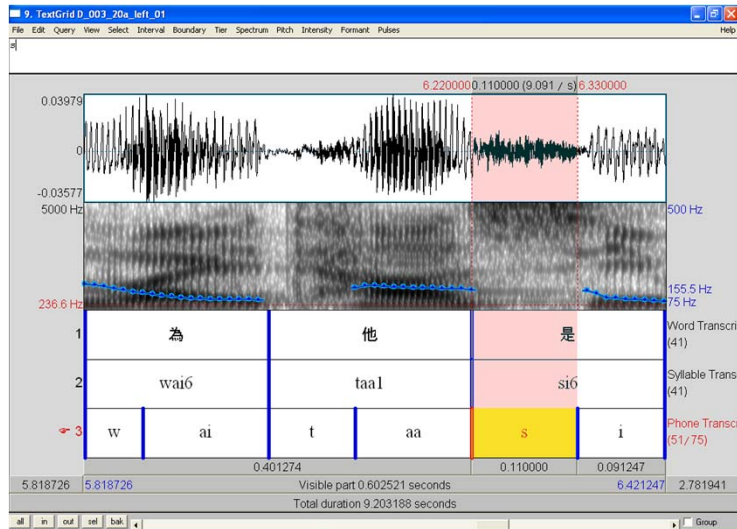 9. TextGrid D_003_20a_left_01
File Edit Query View Select Interval Boundary Tier Spectrum Pitch Intensity Formant Pulses Help
s
6.220000 0.110000 (9.091 / s) 6.330000
0.03979
0
-0.03577
5000 Hz 500 Hz
155.5 Hz
236.6 Hz 75 Hz
1 為 他 是 Word Transcri
(41)
2 wai6 taa1 si6 Syllable Trans
(41)
3 w ai t aa s i Phone Transc
(51/75)
0.401274 0.110000 0.091247
5.818726 5.818726 Visible part 0.602521 seconds 6.421247 2.781941
Total duration 9.203188 seconds
all in out sel bak Group